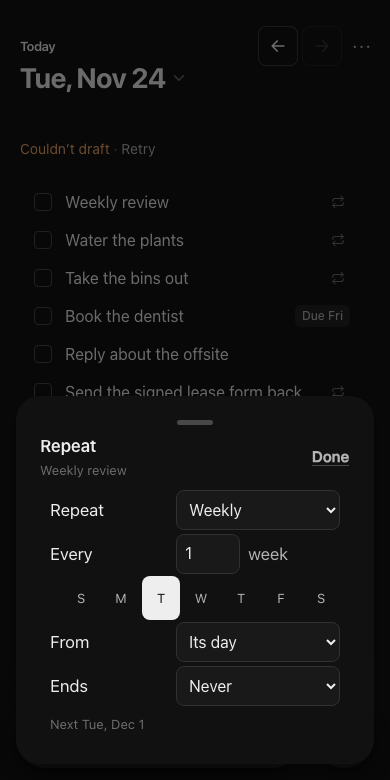 Today
Tue, Nov 24
Couldn't draft · Retry
Weekly review
Water the plants
Take the bins out
Book the dentist Due Fri
Reply about the offsite
Send the signed lease form back
Repeat
Weekly review
Done
Repeat Weekly
Every 1 week
S M T W T F S
From Its day
Ends Never
Next Tue, Dec 1